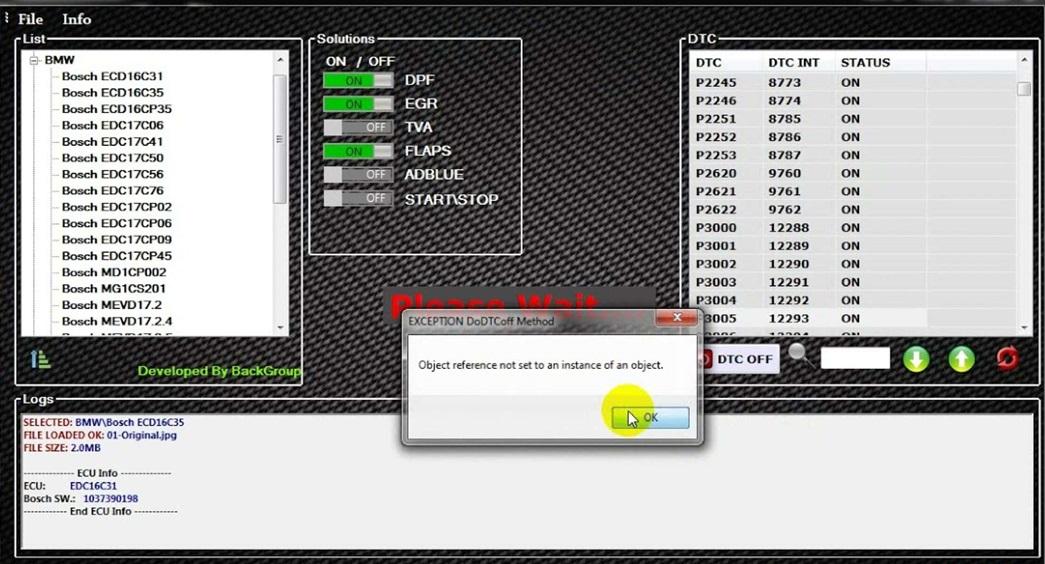 File Info
List
BMW
Bosch ECD16C31
Bosch ECD16C35
Bosch ECD16CP35
Bosch EDC17C06
Bosch EDC17C41
Bosch EDC17C50
Bosch EDC17C56
Bosch EDC17C76
Bosch EDC17CP02
Bosch EDC17CP06
Bosch EDC17CP09
Bosch EDC17CP45
Bosch MD1CP002
Bosch MG1CS201
Bosch MEVD17.2
Bosch MEVD17.2.4
Developed By BackGroup
Solutions
ON / OFF
ON DPF
ON EGR
OFF TVA
ON FLAPS
OFF ADBLUE
OFF START\STOP
Please Wait...
EXCEPTION DoDTCoff Method
Object reference not set to an instance of an object.
OK
DTC
DTC DTC INT STATUS
P2245 8773 ON
P2246 8774 ON
P2251 8785 ON
P2252 8786 ON
P2253 8787 ON
P2620 9760 ON
P2621 9761 ON
P2622 9762 ON
P3000 12288 ON
P3001 12289 ON
P3002 12290 ON
P3003 12291 ON
P3004 12292 ON
P3005 12293 ON
DTC OFF
Logs
SELECTED: BMW\Bosch ECD16C35
FILE LOADED OK: 01-Original.jpg
FILE SIZE: 2.0MB
------------- ECU Info -------------
ECU: EDC16C31
Bosch SW.: 1037390198
----------- End ECU Info -----------